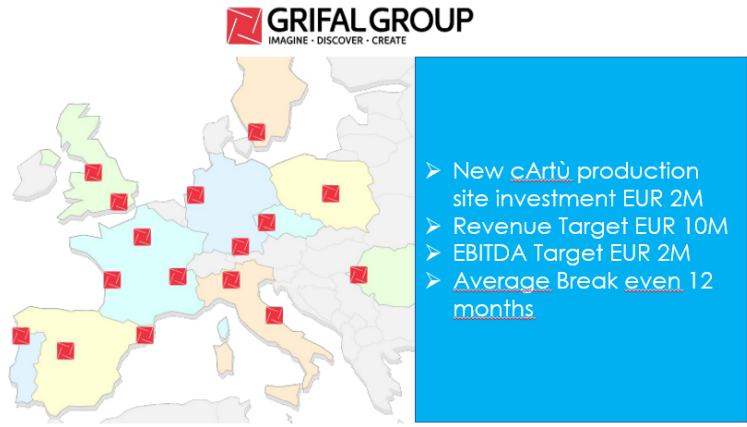 GRIFAL GROUP
IMAGINE · DISCOVER · CREATE
➢ New cArtù production
site investment EUR 2M
➢ Revenue Target EUR 10M
➢ EBITDA Target EUR 2M
➢ Average Break even 12
months